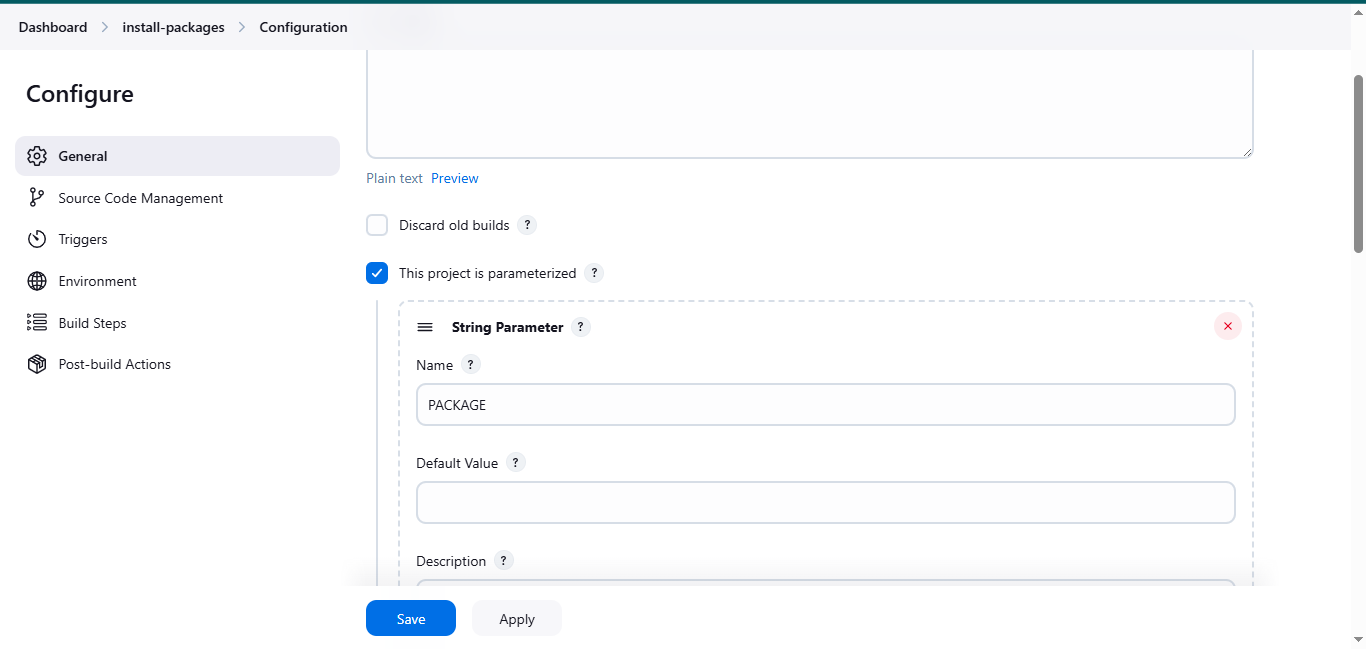 Dashboard > install-packages > Configuration
Configure
General
Source Code Management
Triggers
Environment
Build Steps
Post-build Actions
Plain text Preview
Discard old builds ?
This project is parameterized ?
String Parameter ?
Name ?
PACKAGE
Default Value ?
Description ?
Save Apply